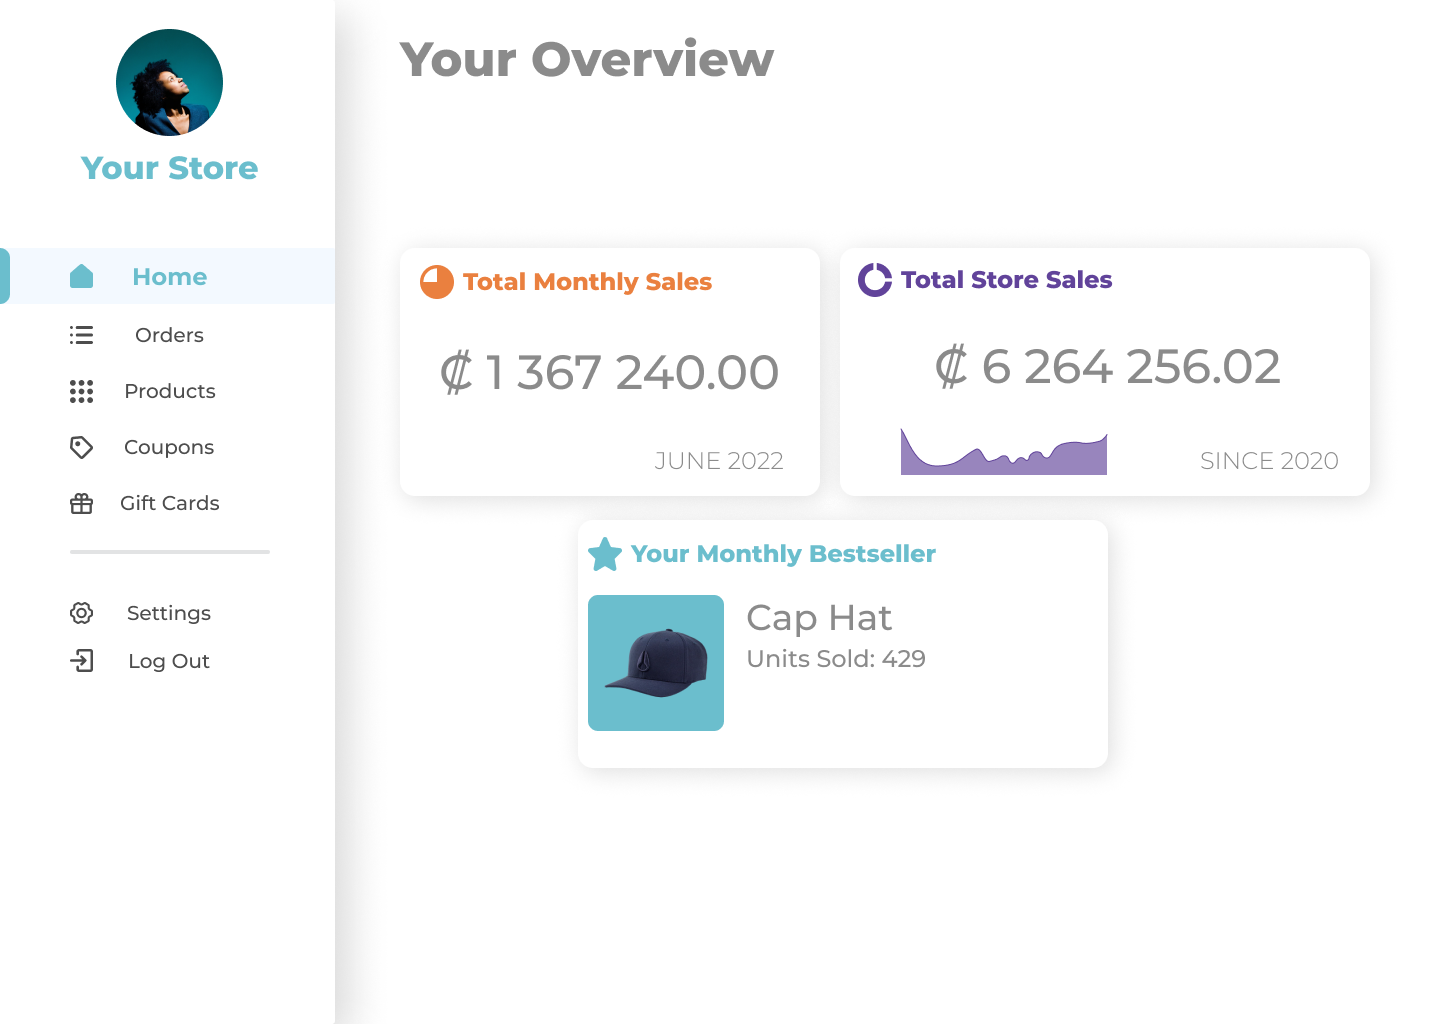 Your Store
Home
Orders
Products
Coupons
Gift Cards
Settings
Log Out
Your Overview
Total Monthly Sales
₡ 1 367 240.00
JUNE 2022
Total Store Sales
₡ 6 264 256.02
SINCE 2020
Your Monthly Bestseller
Cap Hat
Units Sold: 429